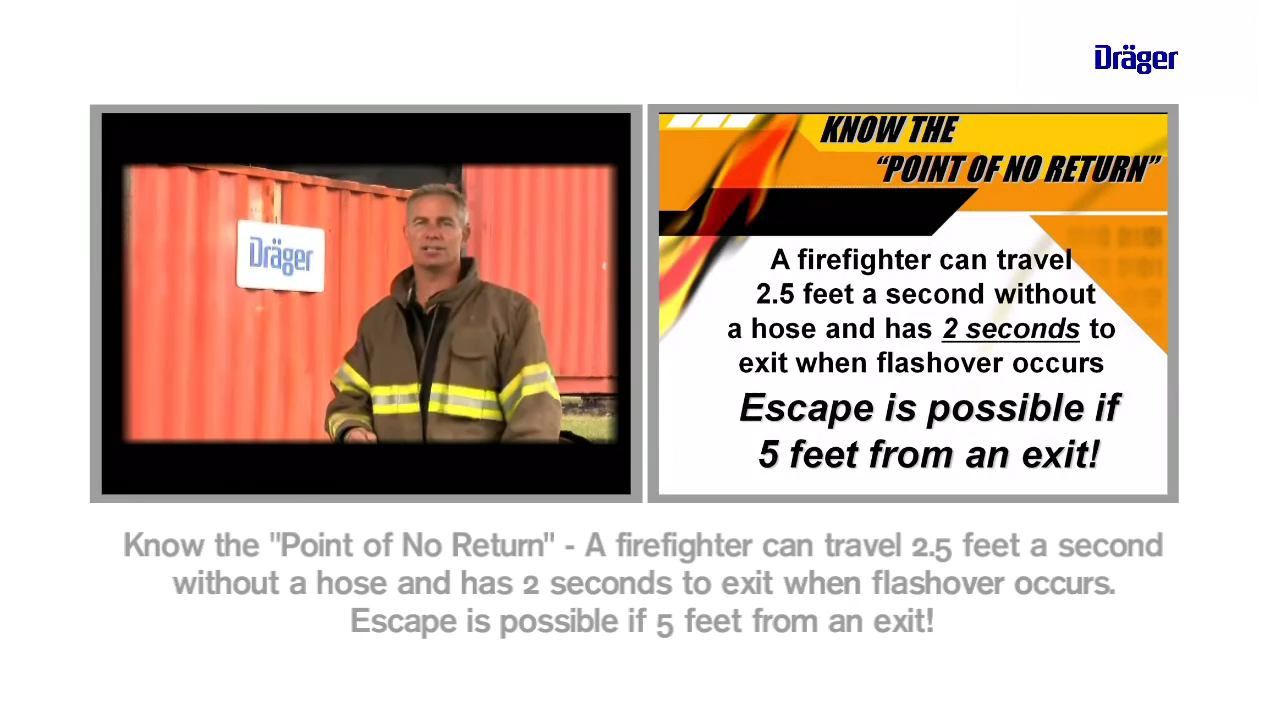 Dräger
Dräger
KNOW THE
"POINT OF NO RETURN"
A firefighter can travel
2.5 feet a second without
a hose and has 2 seconds to
exit when flashover occurs
Escape is possible if
5 feet from an exit!
Know the "Point of No Return" - A firefighter can travel 2.5 feet a second
without a hose and has 2 seconds to exit when flashover occurs.
Escape is possible if 5 feet from an exit!